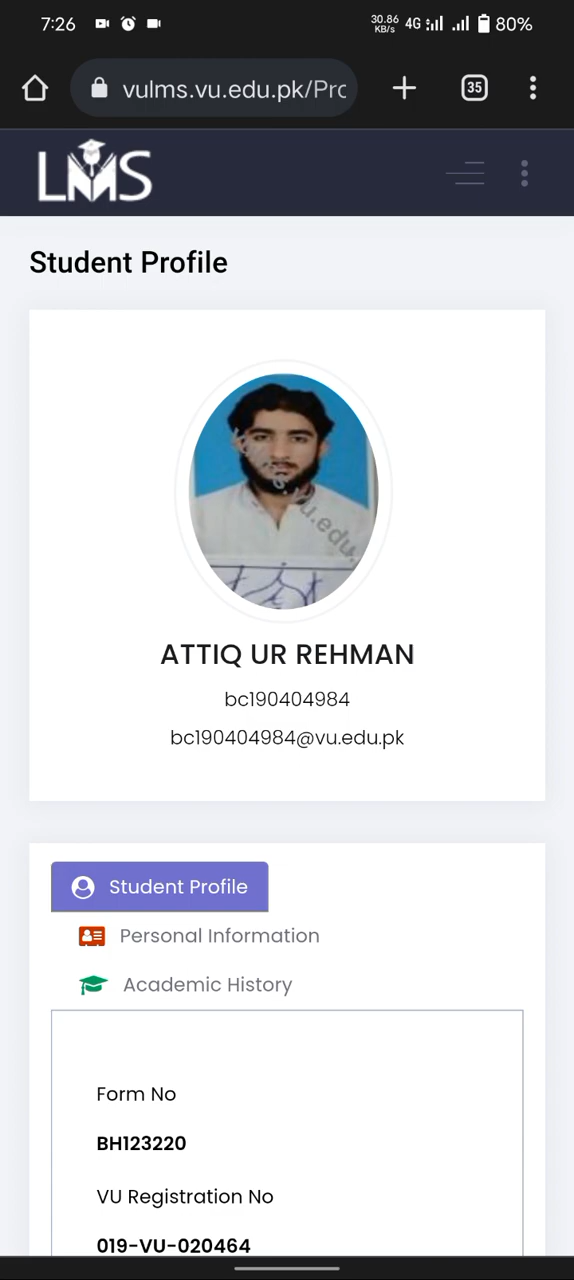 7:26
30.86
KB/s
4G
80%
vulms.vu.edu.pk/Prc
35
LMS
Student Profile
vu.edu.
ATTIQ UR REHMAN
bc190404984
bc190404984@vu.edu.pk
Student Profile
Personal Information
Academic History
Form No
BH123220
VU Registration No
019-VU-020464